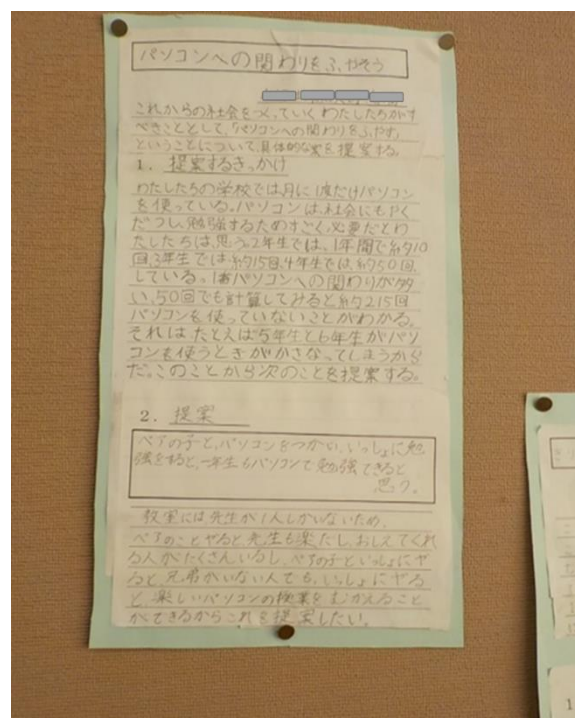 パソコンへの関わりをふやそう
これからの社会をつくっていくわたしたちがす
べきこととして、「パソコンへの関わりをふやす」
ということについて具体的な案を提案する。
1. 提案するきっかけ
わたしたちの学校では月に1度だけパソコン
を使っている。パソコンは、社会にもやく
だつし、勉強するためすごく必要だとわ
たしたちは、思う。2年生では、1年間で約10
回、3年生では約15回、4年生では、約50回
している。1番パソコンへの関わりが多
い、50回でも計算してみると約215回
パソコンを使っていないことがわかる。
それは、たとえば5年生と6年生がパソ
コンを使うときがかさなってしまうから
だ。このことから次のことを提案する。
2. 提案
ペアの子と、パソコンをつかい、いっしょに勉
強をすると、一年生もパソコンで勉強できると
思う。
教室には先生が1人しかいないため、
ペアのことやると先生も楽だし、おしえてくれ
る人がたくさんいるし、ペアの子といっしょにヤ
ると、兄弟がいない人でも、いっしょにヤる
と、楽しいパソコンの授業をむかえること
ができるからこれを提案したい。
1